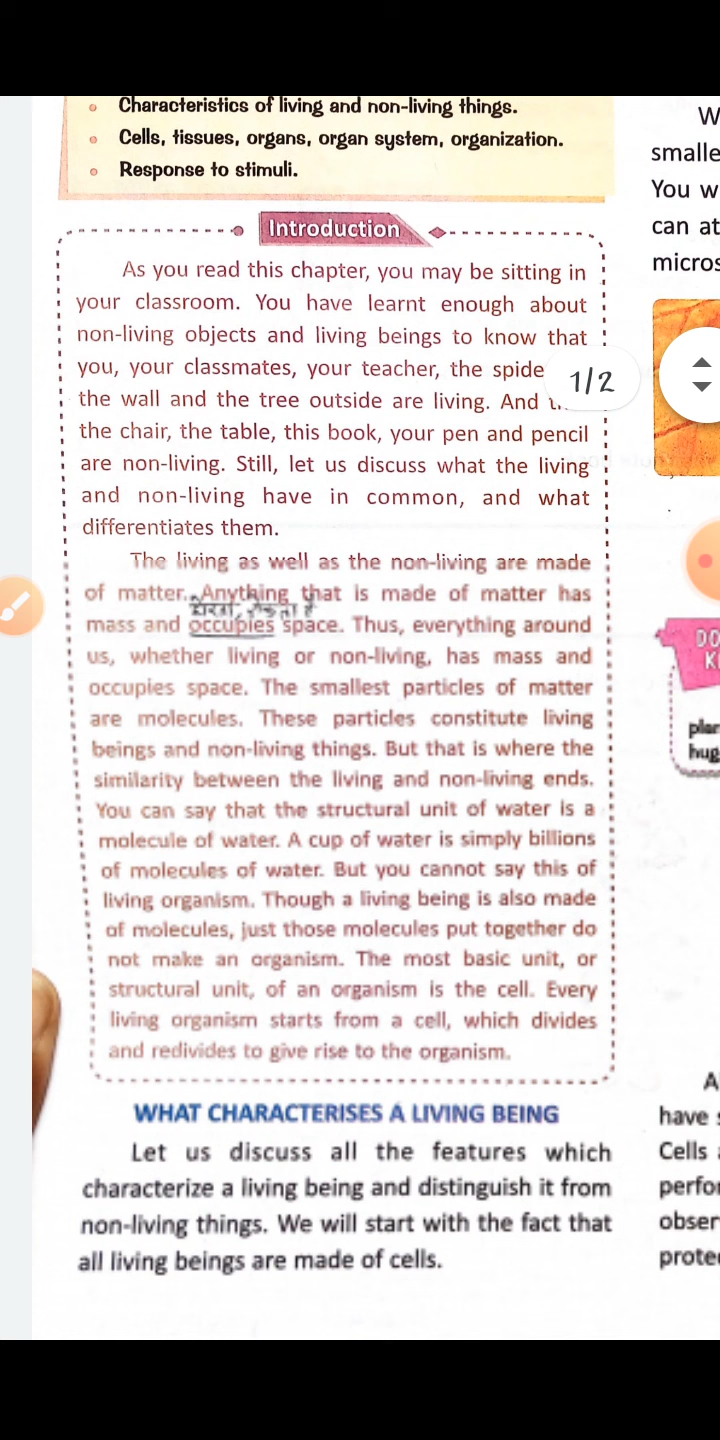 Characteristics of living and non-living things.
Cells, tissues, organs, organ system, organization.
Response to stimuli.
Introduction
As you read this chapter, you may be sitting in
your classroom. You have learnt enough about
non-living objects and living beings to know that
you, your classmates, your teacher, the
the wall and the tree outside are living. And
the chair, the table, this book, your pen and pencil
are non-living. Still, let us discuss what the living
and non-living have in common, and what
differentiates them.
The living as well as the non-living are made
of matter. Anything that is made of matter has
mass and occupies space. Thus, everything around
us, whether living or non-living, has mass and
occupies space. The smallest particles of matter
are molecules. These particles constitute living
beings and non-living things. But that is where the
similarity between the living and non-living ends.
You can say that the structural unit of water is a
molecule of water. A cup of water is simply billions
of molecules of water. But you cannot say this of
living organism. Though a living being is also made
of molecules, just those molecules put together do
not make an organism. The most basic unit, or
structural unit, of an organism is the cell. Every
living organism starts from a cell, which divides
and redivides to give rise to the organism.
WHAT CHARACTERISES A LIVING BEING
Let us discuss all the features which
characterize a living being and distinguish it from
non-living things. We will start with the fact that
all living beings are made of cells.
W
smalle
You w
can at
micros
1/2
DO
K
plan
hug
A
have
Cells
perfor
obser
prote